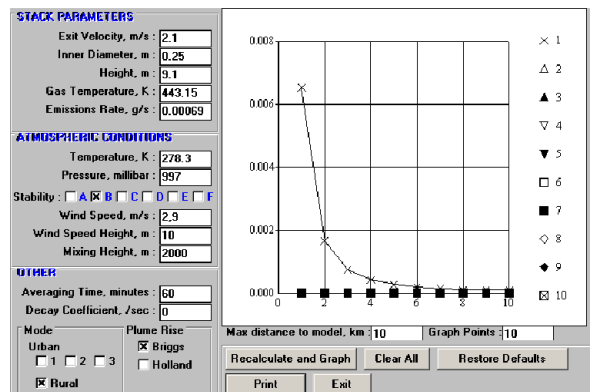 STACK PARAMETERS
Exit Velocity, m/s : 2.1
Inner Diameter, m : 0.25
Height, m : 9.1
Gas Temperature, K : 443.15
Emissions Rate, g/s : 0.00069
ATMOSPHERIC CONDITIONS
Temperature, K : 278.3
Pressure, millibar : 997
Stability : A B C D E F
Wind Speed, m/s : 2,9
Wind Speed Height, m : 10
Mixing Height, m : 2000
OTHER
Averaging Time, minutes : 60
Decay Coefficient, /sec : 0
Mode
Urban
1 2 3
Rural
Plume Rise
Briggs
Holland
0.008
0.006
0.004
0.002
0.000
0 2 4 6 8 10
1
2
3
4
5
6
7
8
9
10
Max distance to model, km : 10 Graph Points : 10
Recalculate and Graph Clear All Restore Defaults
Print Exit